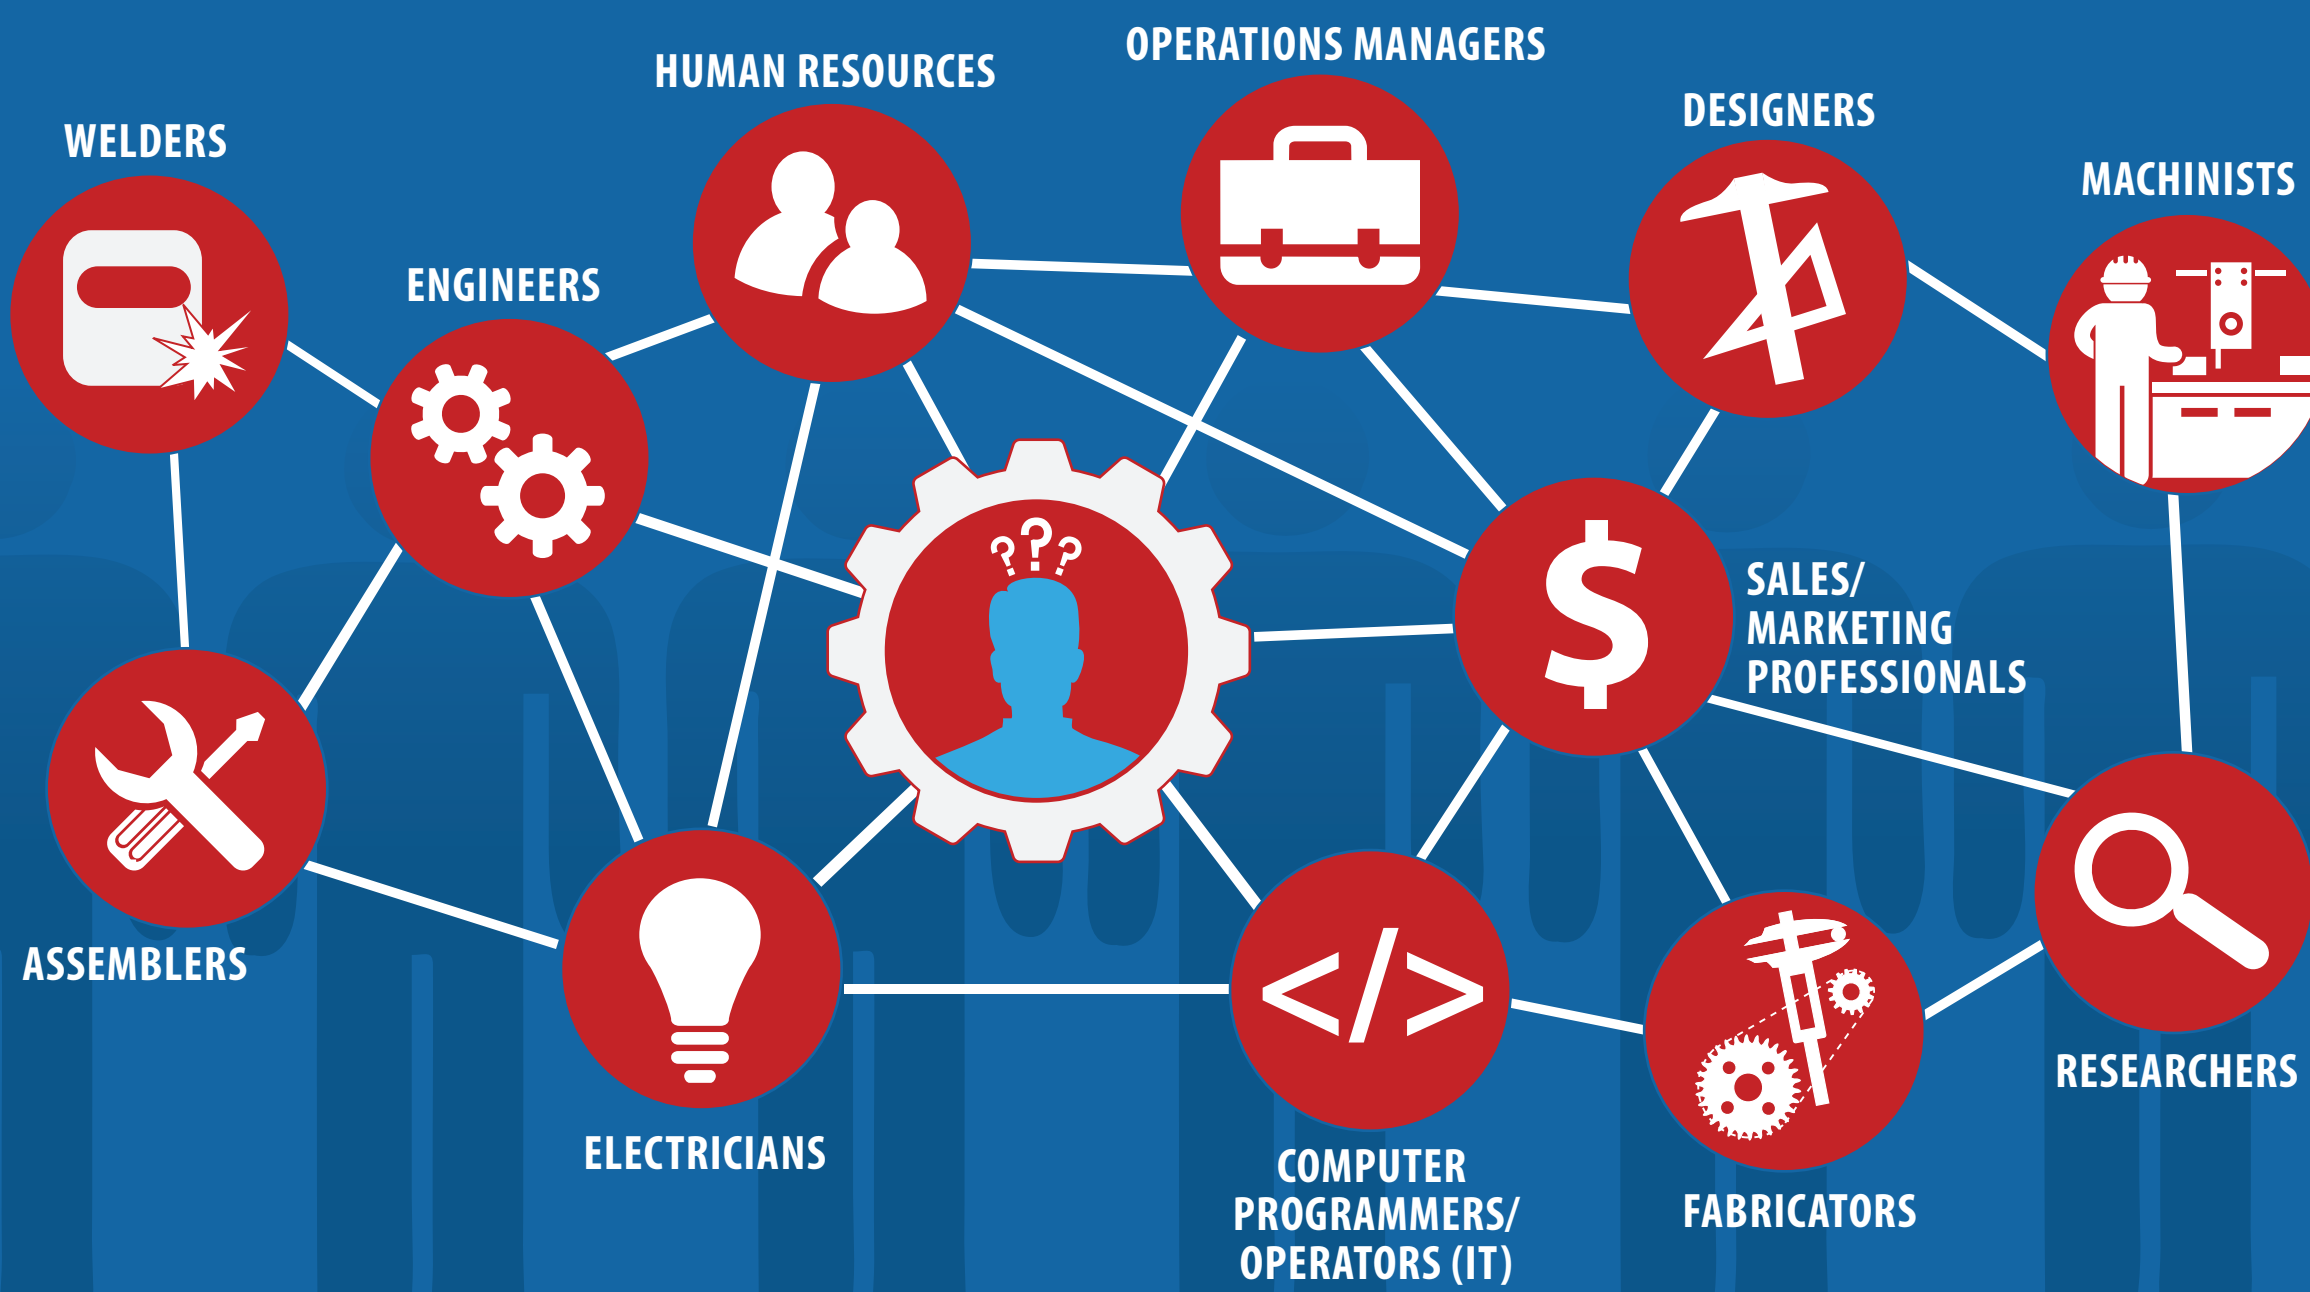 OPERATIONS MANAGERS
HUMAN RESOURCES
DESIGNERS
WELDERS
MACHINISTS
ENGINEERS
???
SALES/
MARKETING
PROFESSIONALS
$
</>
ASSEMBLERS
RESEARCHERS
ELECTRICIANS
COMPUTER
PROGRAMMERS/
OPERATORS (IT)
FABRICATORS